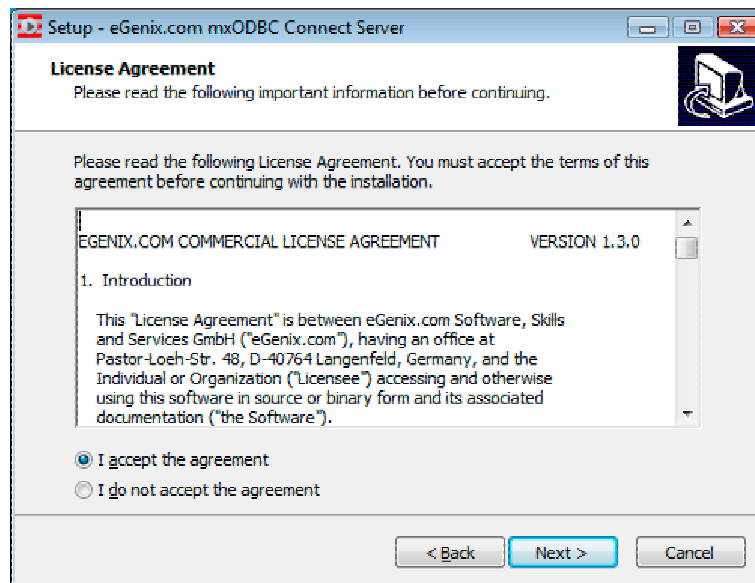 Setup - eGenix.com mxODBC Connect Server
License Agreement
Please read the following important information before continuing.
Please read the following License Agreement. You must accept the terms of this
agreement before continuing with the installation.
EGENIX.COM COMMERCIAL LICENSE AGREEMENT VERSION 1.3.0
1. Introduction
This "License Agreement" is between eGenix.com Software, Skills
and Services GmbH ("eGenix.com"), having an office at
Pastor-Loeh-Str. 48, D-40764 Langenfeld, Germany, and the
Individual or Organization ("Licensee") accessing and otherwise
using this software in source or binary form and its associated
documentation ("the Software").
I accept the agreement
I do not accept the agreement
< Back Next > Cancel